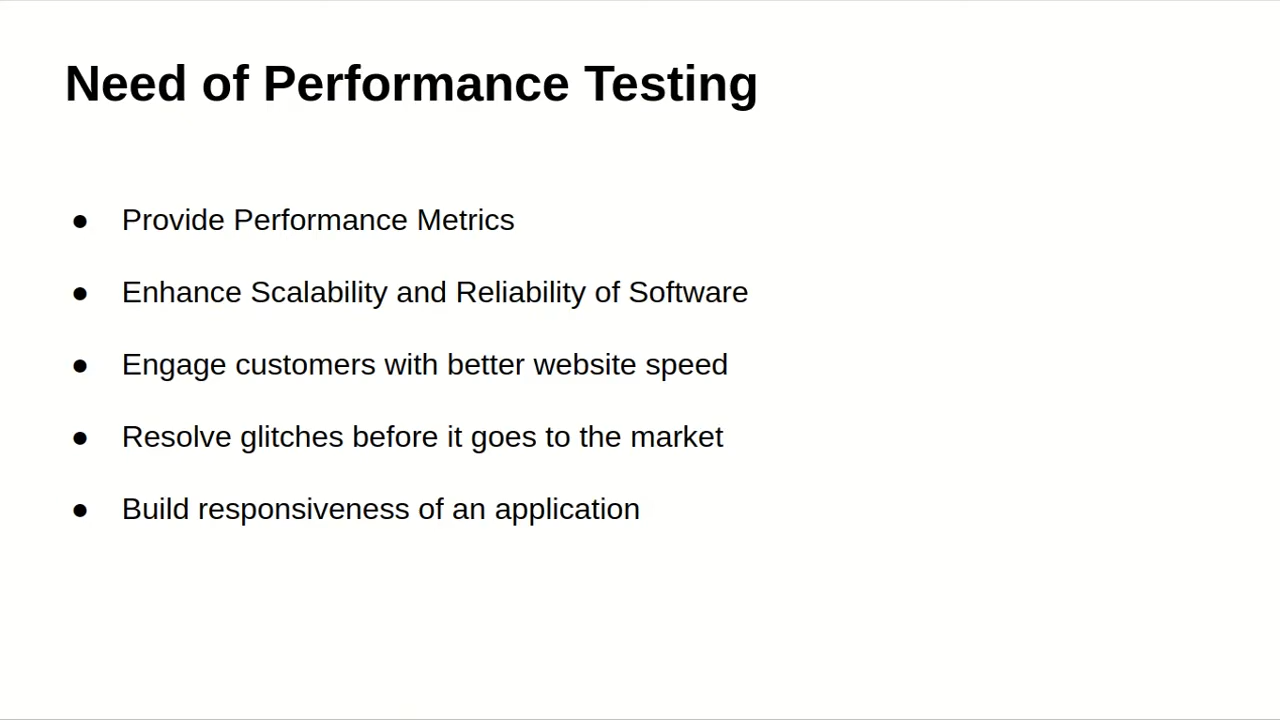 Need of Performance Testing
● Provide Performance Metrics
● Enhance Scalability and Reliability of Software
● Engage customers with better website speed
● Resolve glitches before it goes to the market
● Build responsiveness of an application